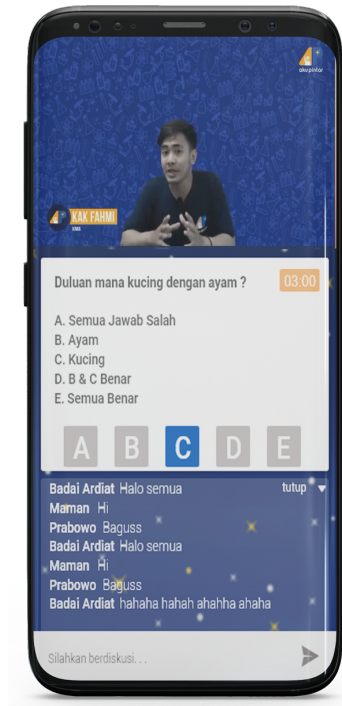 aku pintar
KAK FAHMI
Duluan mana kucing dengan ayam ?
03:00
A. Semua Jawab Salah
B. Ayam
C. Kucing
D. B & C Benar
E. Semua Benar
A B C D E
Badai Ardiat Halo semua
tutup
Maman Hi
Prabowo Baguss
Badai Ardiat Halo semua
Maman Hi
Prabowo Baguss
Badai Ardiat hahaha hahah ahahha ahaha
Silahkan berdiskusi. . .